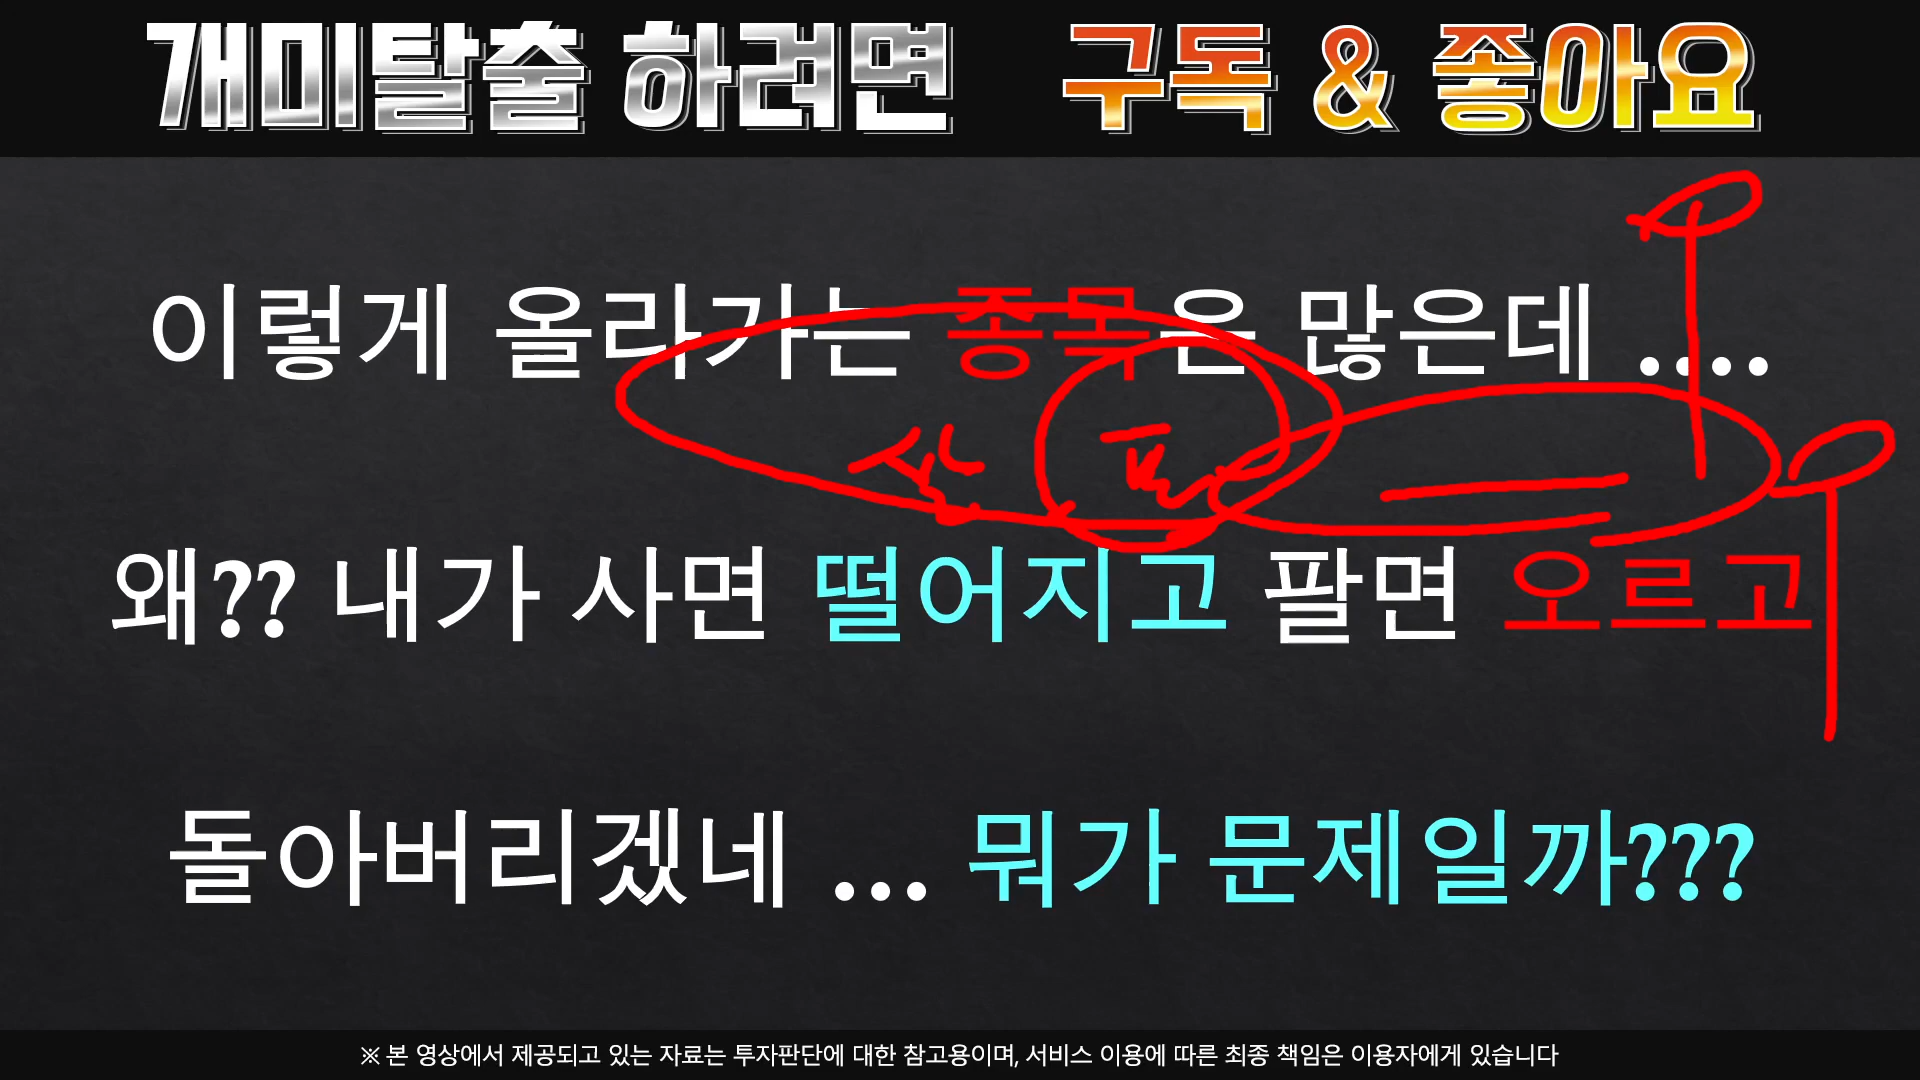 개미탈출 하려면 구독 & 좋아요
이렇게 올라가는 종목은 많은데 ....
왜?? 내가 사면 떨어지고 팔면 오르고
돌아버리겠네 ... 뭐가 문제일까???
※ 본 영상에서 제공되고 있는 자료는 투자판단에 대한 참고용이며, 서비스 이용에 따른 최종 책임은 이용자에게 있습니다